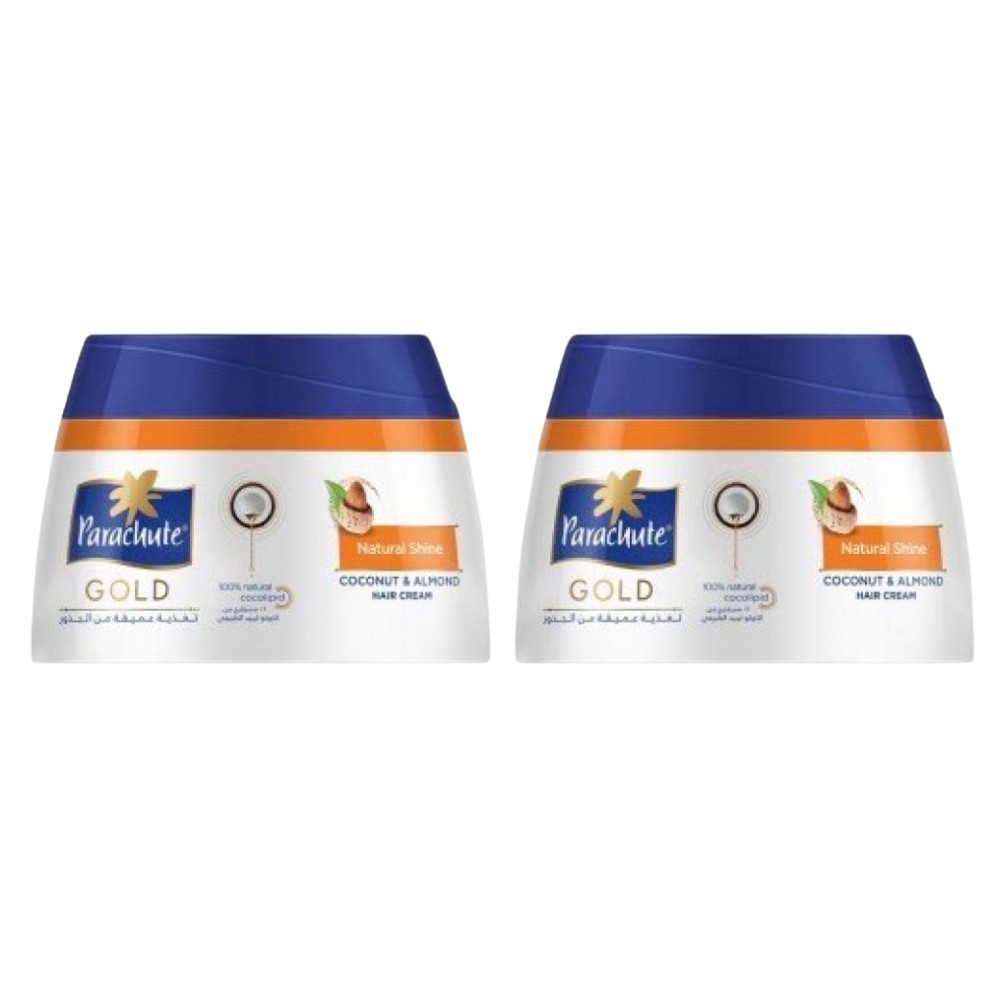 Parachute®
GOLD
تغذية عميقة من الجذور
100% natural
cocolipid
Natural Shine
COCONUT & ALMOND
HAIR CREAM
Parachute®
GOLD
تغذية عميقة من الجذور
100% natural
cocolipid
Natural Shine
COCONUT & ALMOND
HAIR CREAM